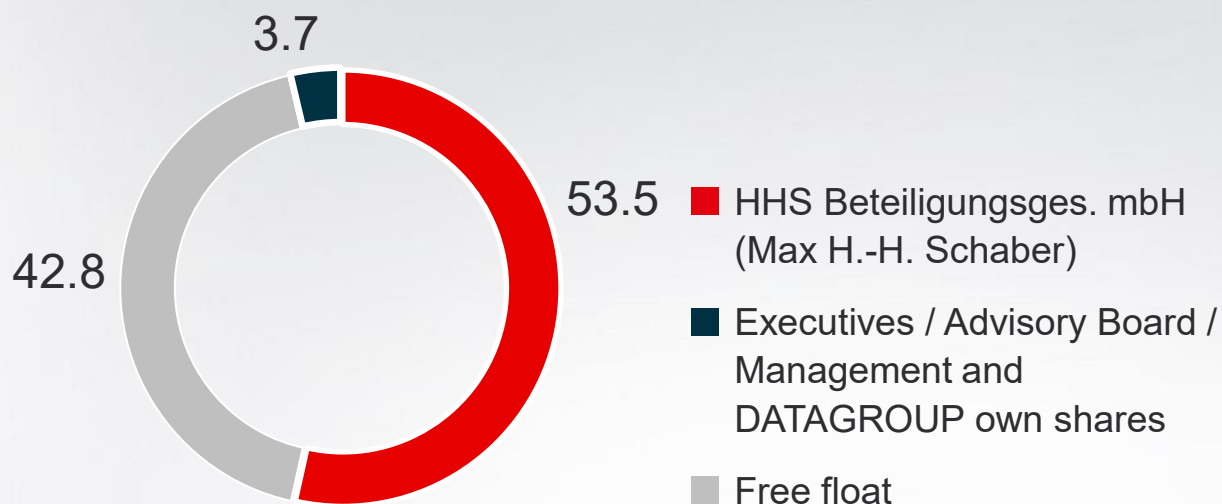 3.7
53.5
42.8
HHS Beteiligungsges. mbH
(Max H.-H. Schaber)
Executives / Advisory Board /
Management and
DATAGROUP own shares
Free float